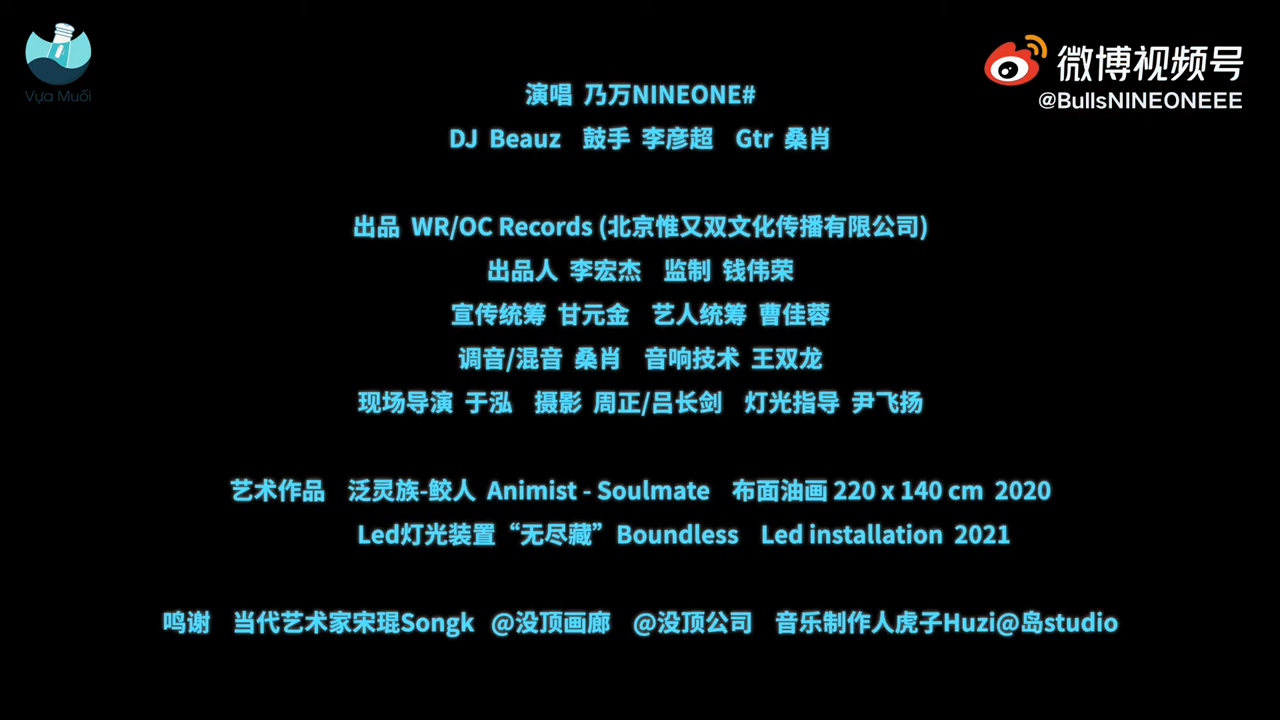 Vựa Muối
微博视频号
@BullsNINEONEEE
演唱 乃万NINEONE#
DJ Beauz 鼓手 李彦超 Gtr 桑肖
出品 WR/OC Records (北京惟又双文化传播有限公司)
出品人 李宏杰 监制 钱伟荣
宣传统筹 甘元金 艺人统筹 曹佳蓉
调音/混音 桑肖 音响技术 王双龙
现场导演 于泓 摄影 周正/吕长剑 灯光指导 尹飞扬
艺术作品 泛灵族-鲛人 Animist - Soulmate 布面油画 220 x 140 cm 2020
Led灯光装置“无尽藏”Boundless Led installation 2021
鸣谢 当代艺术家宋琨Songk @没顶画廊 @没顶公司 音乐制作人虎子Huzi@岛studio